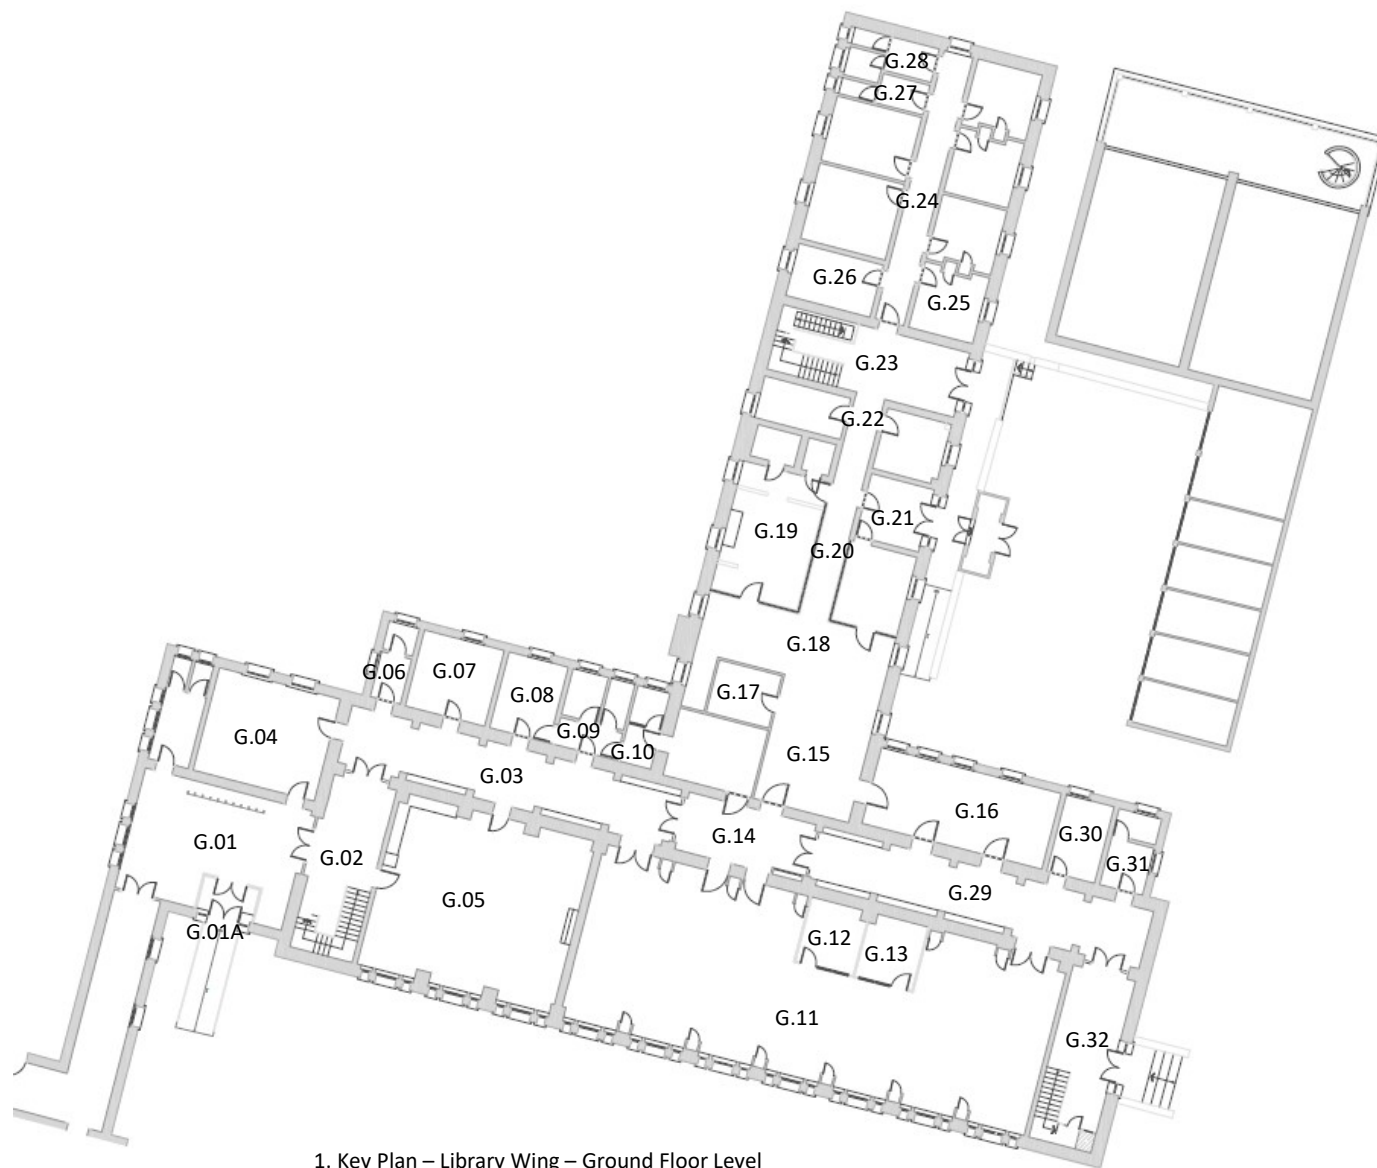 G.28
G.27
G.24
G.26
G.25
G.23
G.22
G.21
G.19
G.20
G.18
G.17
G.15
G.06
G.07
G.08
G.09
G.10
G.04
G.03
G.14
G.16
G.30
G.31
G.01
G.02
G.05
G.29
G.01A
G.12
G.13
G.11
G.32
1. Key Plan – Library Wing – Ground Floor Level